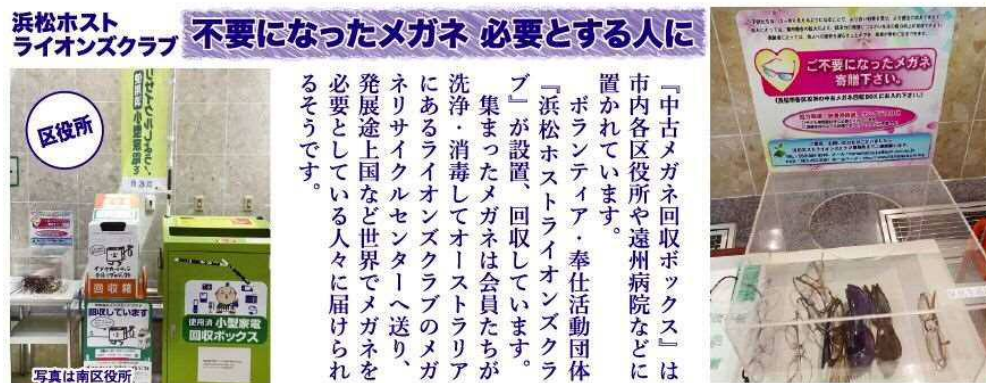 浜松ホスト
ライオンズクラブ
不要になったメガネ 必要とする人に
区役所
回収箱
回収しています
使用済 小型家電
回収ボックス
写真は南区役所
『中古メガネ回収ボックス』は
市内各区役所や遠州病院などに
置かれています。
ボランティア・奉仕活動団体
『浜松ホストライオンズクラ
ブ』が設置、回収しています。
集まったメガネは会員たちが
洗浄・消毒してオーストラリア
にあるライオンズクラブのメガ
ネリサイクルセンターへ送り、
発展途上国など世界でメガネを
必要としている人々に届けられ
るそうです。
ご不要になったメガネ
寄贈下さい。